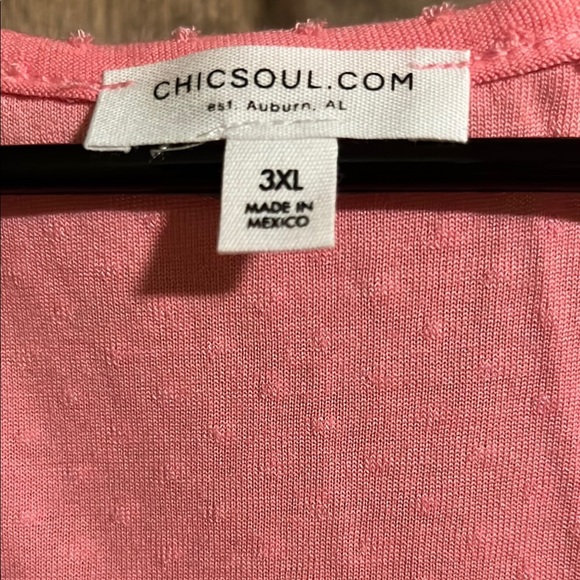 CHICSOUL.COM
est. Auburn, AL
3XL
MADE IN
MEXICO